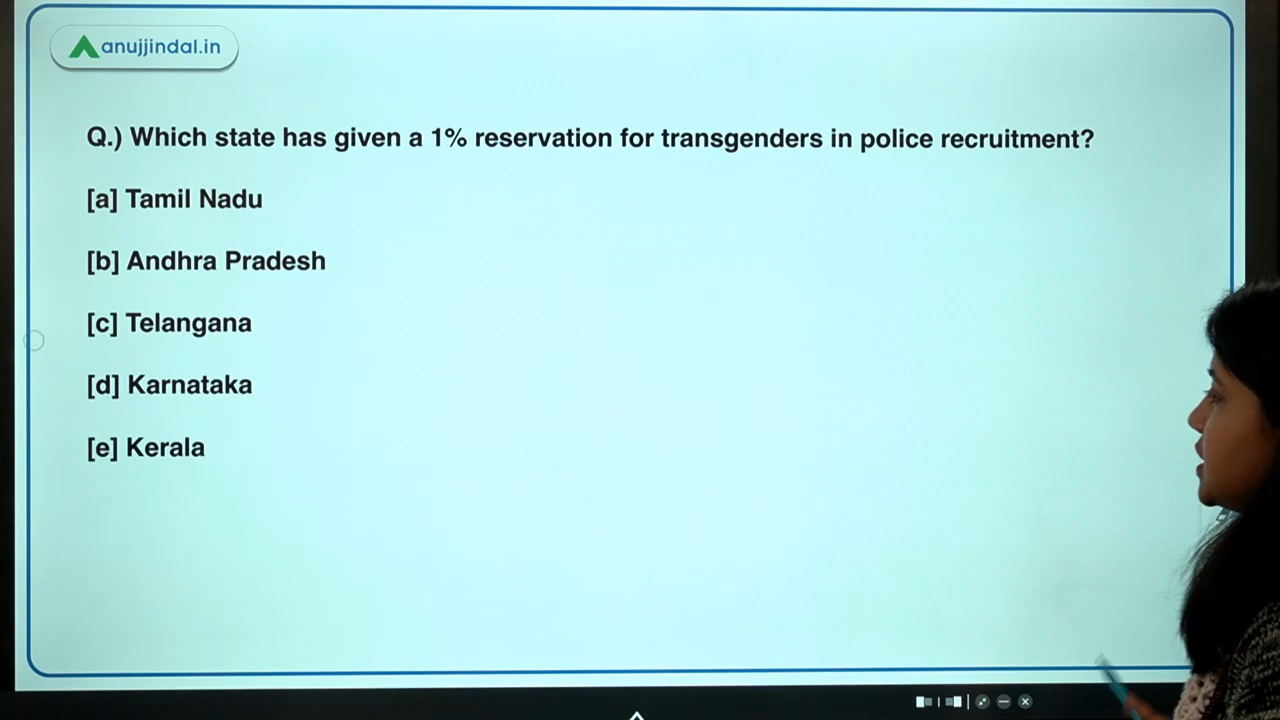 anujjindal.in
Q.) Which state has given a 1% reservation for transgenders in police recruitment?
[a] Tamil Nadu
[b] Andhra Pradesh
[c] Telangana
[d] Karnataka
[e] Kerala